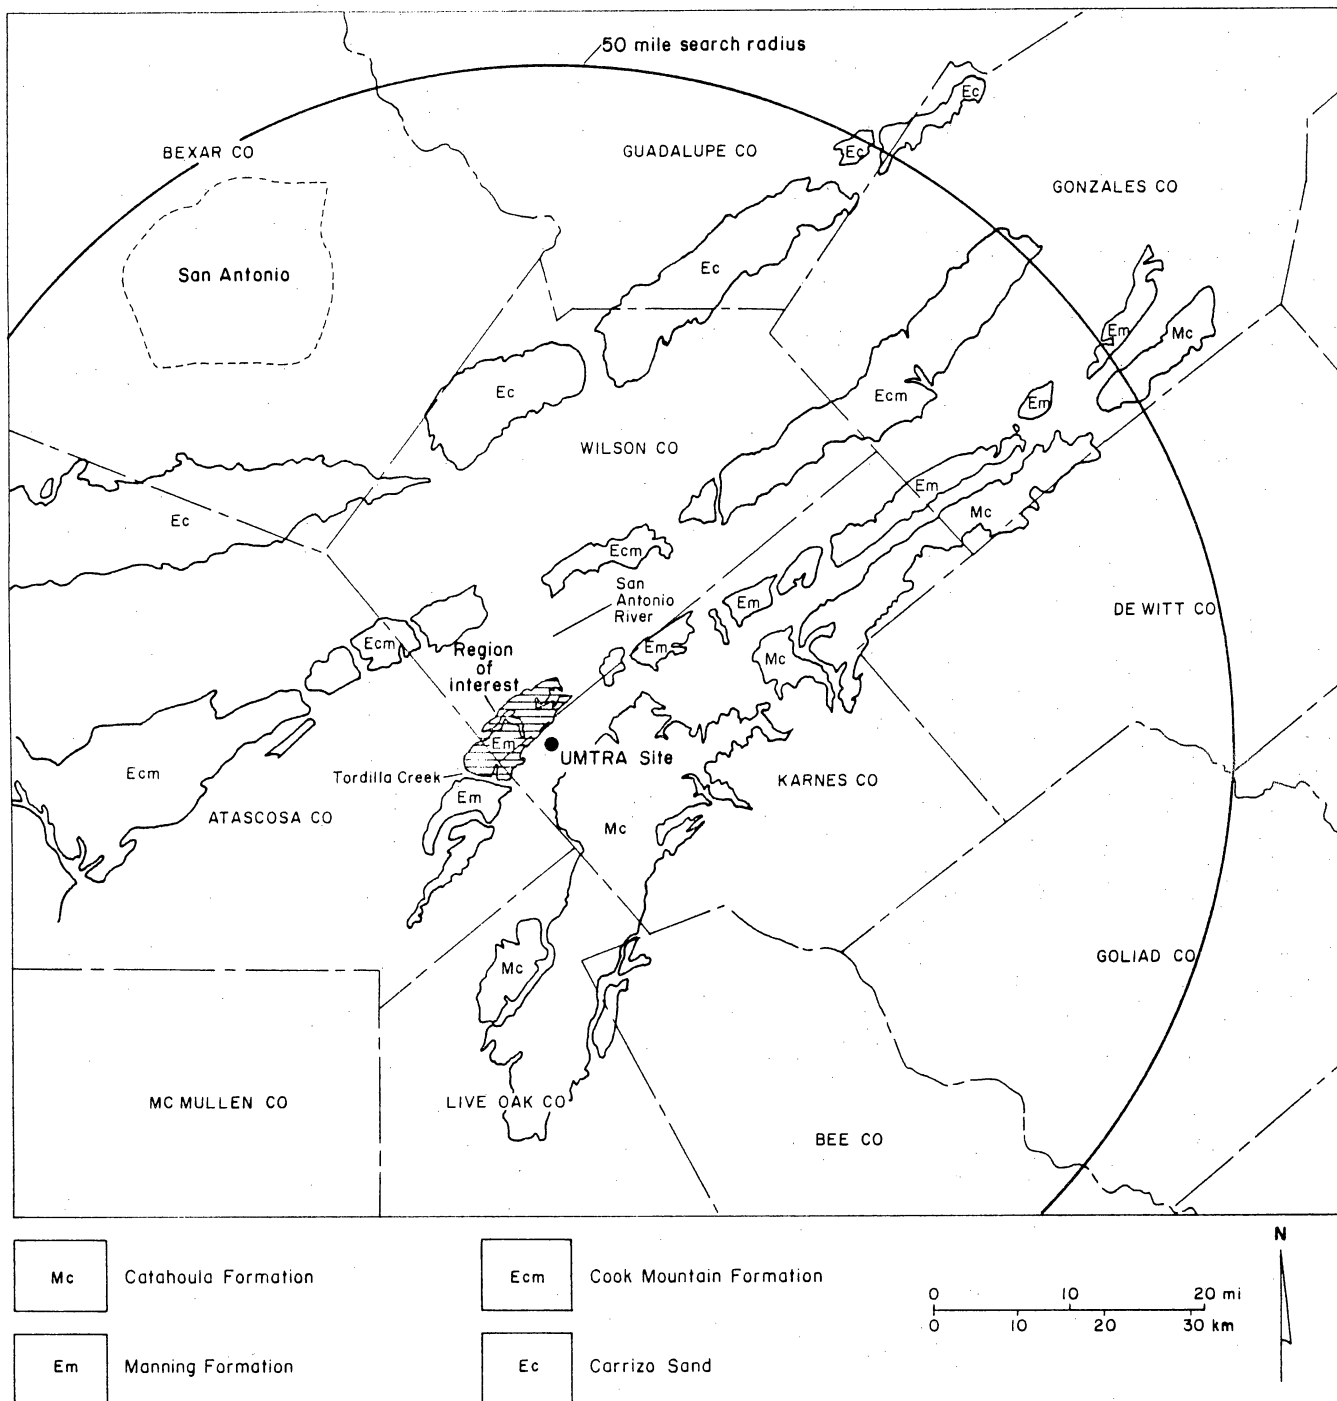 50 mile search radius
Ec
BEXAR CO
GUADALUPE CO
Ec
GONZALES CO
San Antonio
Ec
Em
Mc
Ec
Ecm
Em
WILSON CO
Em
Ec
Mc
Ecm
San
Antonio
River
Em
DE WITT CO
Ecm
Region
of
interest
Em
Mc
Em
UMTRA Site
Tordilla Creek
KARNES CO
Ecm
Em
ATASCOSA CO
Mc
Mc
GOLIAD CO
MC MULLEN CO
LIVE OAK CO
BEE CO
N
Mc
Catahoula Formation
Ecm
Cook Mountain Formation
0 10 20 mi
0 10 20 30 km
Em
Manning Formation
Ec
Carrizo Sand